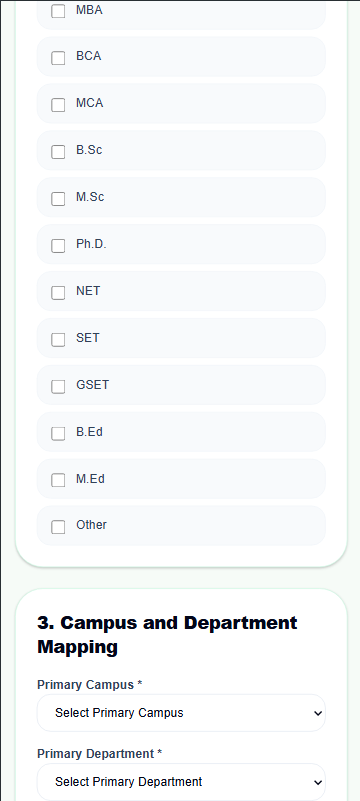 MBA
BCA
MCA
B.Sc
M.Sc
Ph.D.
NET
SET
GSET
B.Ed
M.Ed
Other
3. Campus and Department
Mapping
Primary Campus *
Select Primary Campus
Primary Department *
Select Primary Department